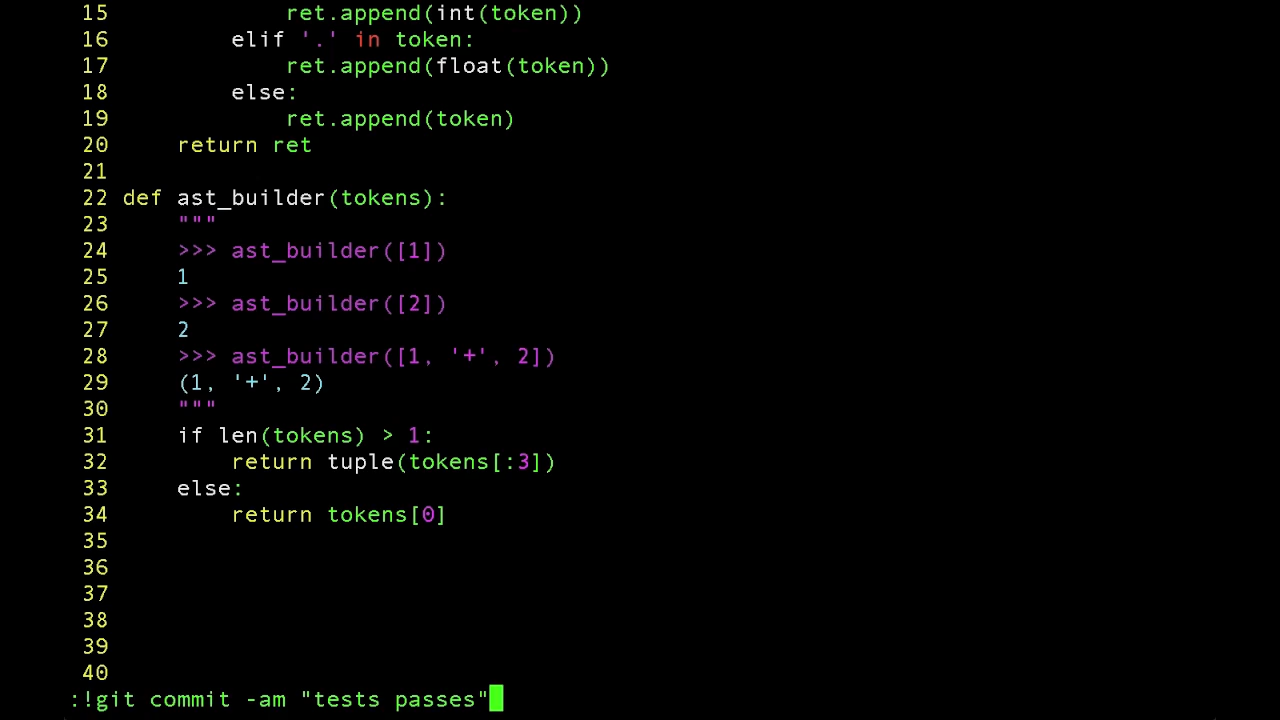 15             ret.append(int(token))
16         elif '.' in token:
17             ret.append(float(token))
18         else:
19             ret.append(token)
20     return ret
21
22 def ast_builder(tokens):
23     """
24     >>> ast_builder([1])
25     1
26     >>> ast_builder([2])
27     2
28     >>> ast_builder([1, '+', 2])
29     (1, '+', 2)
30     """
31     if len(tokens) > 1:
32         return tuple(tokens[:3])
33     else:
34         return tokens[0]
35
36
37
38
39
40
:!git commit -am "tests passes"